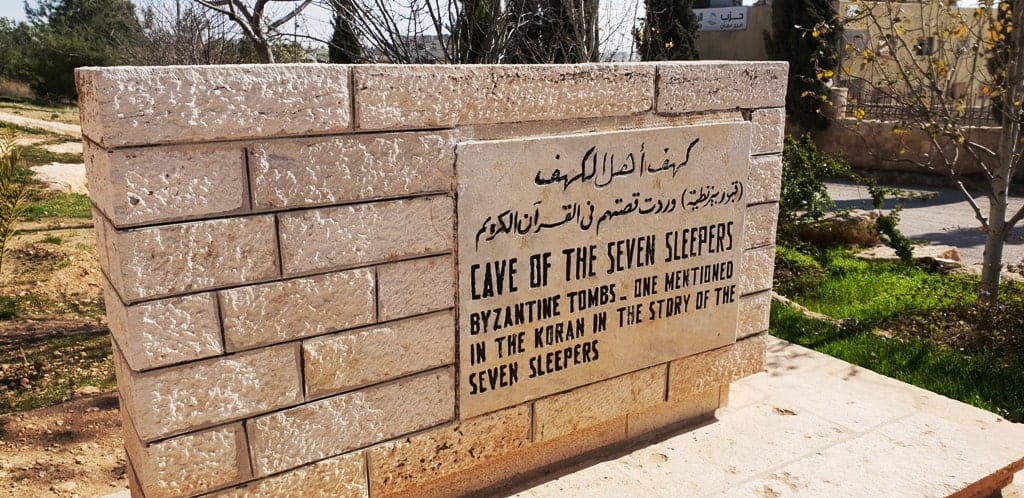 حزب
كهف أهل الكهف
(قبور بيزنطية) وردت قصتهم في القرآن الكريم
CAVE OF THE SEVEN SLEEPERS
BYZANTINE TOMBS - ONE MENTIONED
IN THE KORAN IN THE STORY OF THE
SEVEN SLEEPERS